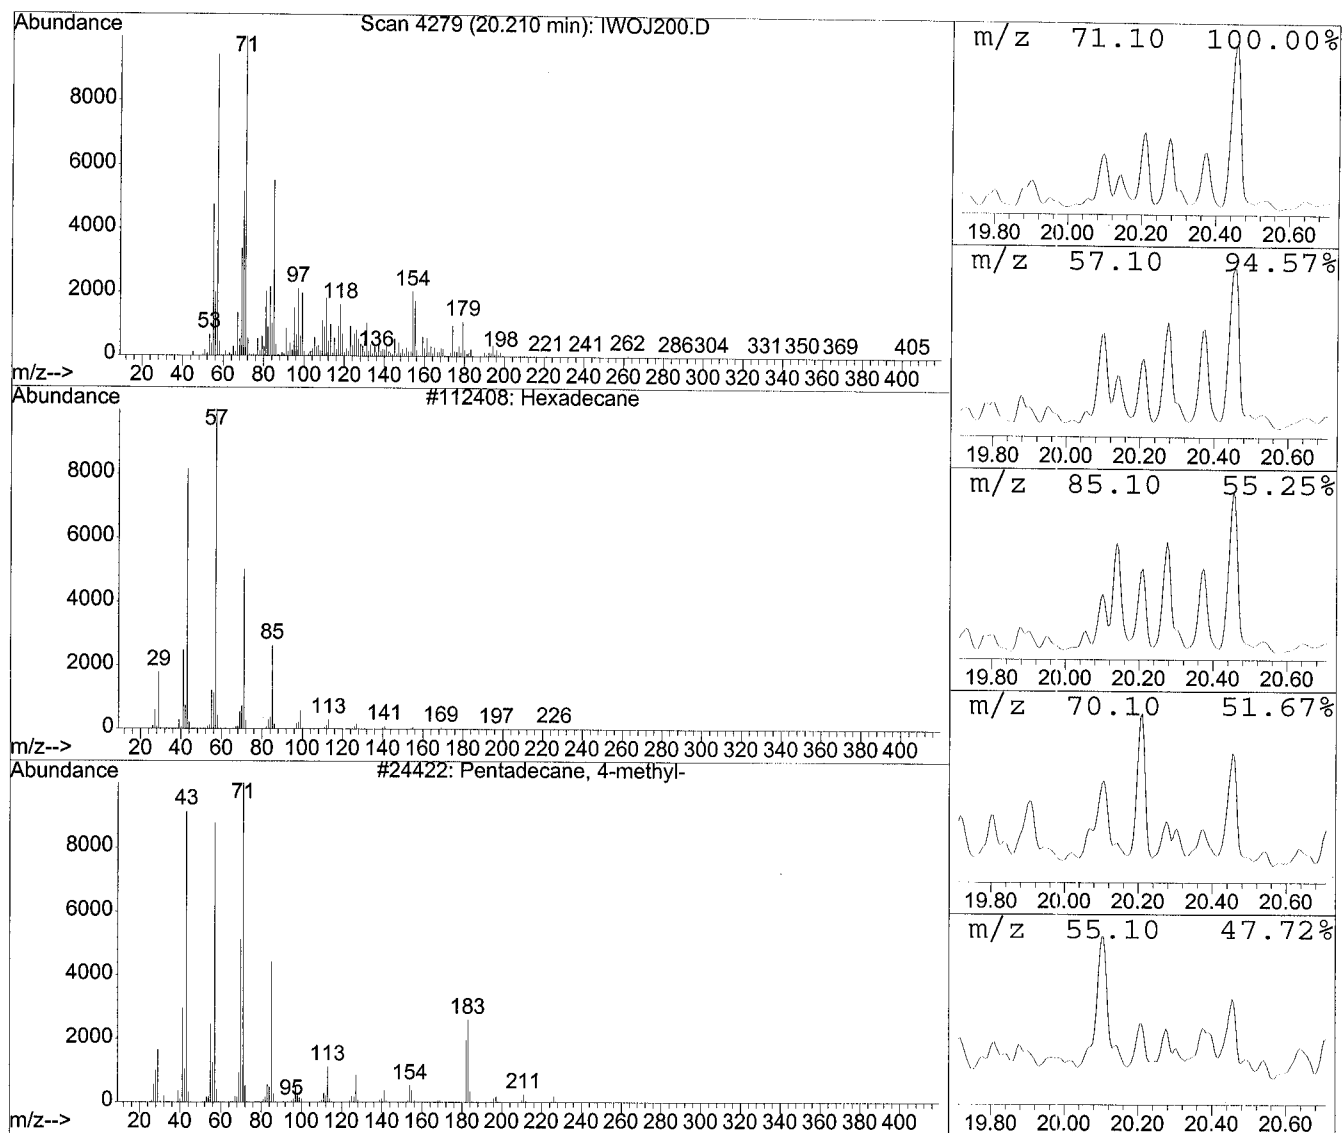 Abundance
Scan 4279 (20.210 min): IWOJ200.D
71
8000
6000
4000
2000
0
53
97
118
136
154
179
198 221 241 262 286 304 331 350 369 405
m/z-->
20 40 60 80 100 120 140 160 180 200 220 240 260 280 300 320 340 360 380 400
Abundance
#112408: Hexadecane
57
8000
6000
4000
2000
0
29
85
113
141 169 197 226
m/z-->
20 40 60 80 100 120 140 160 180 200 220 240 260 280 300 320 340 360 380 400
Abundance
#24422: Pentadecane, 4-methyl-
43
71
8000
6000
4000
2000
0
95
113
154
183
211
m/z-->
20 40 60 80 100 120 140 160 180 200 220 240 260 280 300 320 340 360 380 400
m/z 71.10 100.00%
19.80 20.00 20.20 20.40 20.60
m/z 57.10 94.57%
19.80 20.00 20.20 20.40 20.60
m/z 85.10 55.25%
19.80 20.00 20.20 20.40 20.60
m/z 70.10 51.67%
19.80 20.00 20.20 20.40 20.60
m/z 55.10 47.72%
19.80 20.00 20.20 20.40 20.60